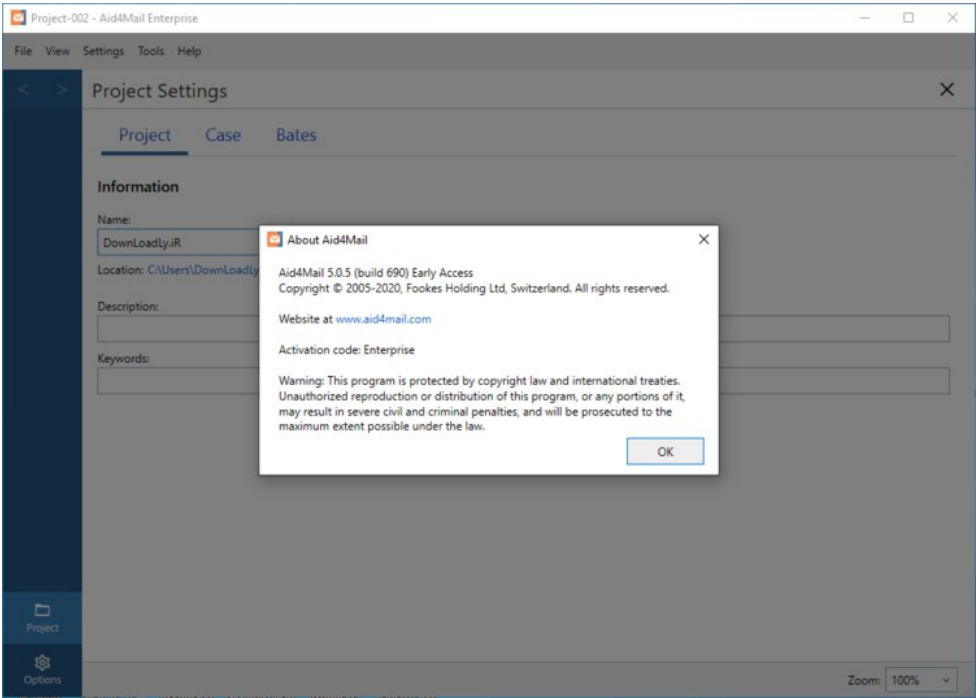 Project-002 - Aid4Mail Enterprise
File View Settings Tools Help
Project Settings
Project Case Bates
Information
Name:
DownLoadLy.iR
Location: C:\Users\DownLoadLy
Description:
Keywords:
About Aid4Mail
Aid4Mail 5.0.5 (build 690) Early Access
Copyright © 2005-2020, Fookes Holding Ltd, Switzerland. All rights reserved.
Website at www.aid4mail.com
Activation code: Enterprise
Warning: This program is protected by copyright law and international treaties.
Unauthorized reproduction or distribution of this program, or any portions of it,
may result in severe civil and criminal penalties, and will be prosecuted to the
maximum extent possible under the law.
OK
Project
Options
Zoom: 100%